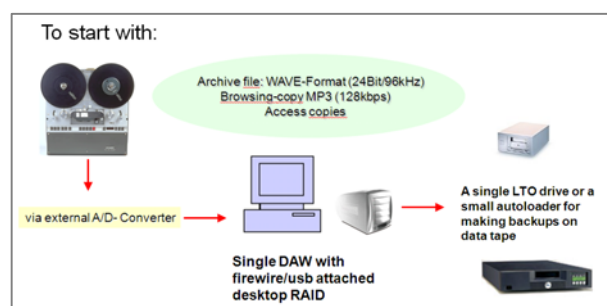 To start with:
Archive file: WAVE-Format (24Bit/96kHz)
Browsing-copy MP3 (128kbps)
Access copies
via external A/D- Converter
Single DAW with
firewire/usb attached
desktop RAID
A single LTO drive or a
small autoloader for
making backups on
data tape